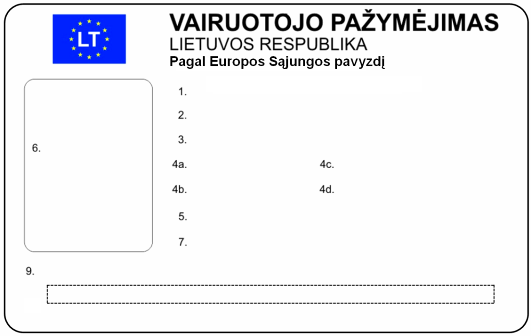 LT
VAIRUOTOJO PAŽYMĖJIMAS
LIETUVOS RESPUBLIKA
Pagal Europos Sąjungos pavyzdį
1.
2.
3.
6.
4a. 4c.
4b. 4d.
5.
7.
9.